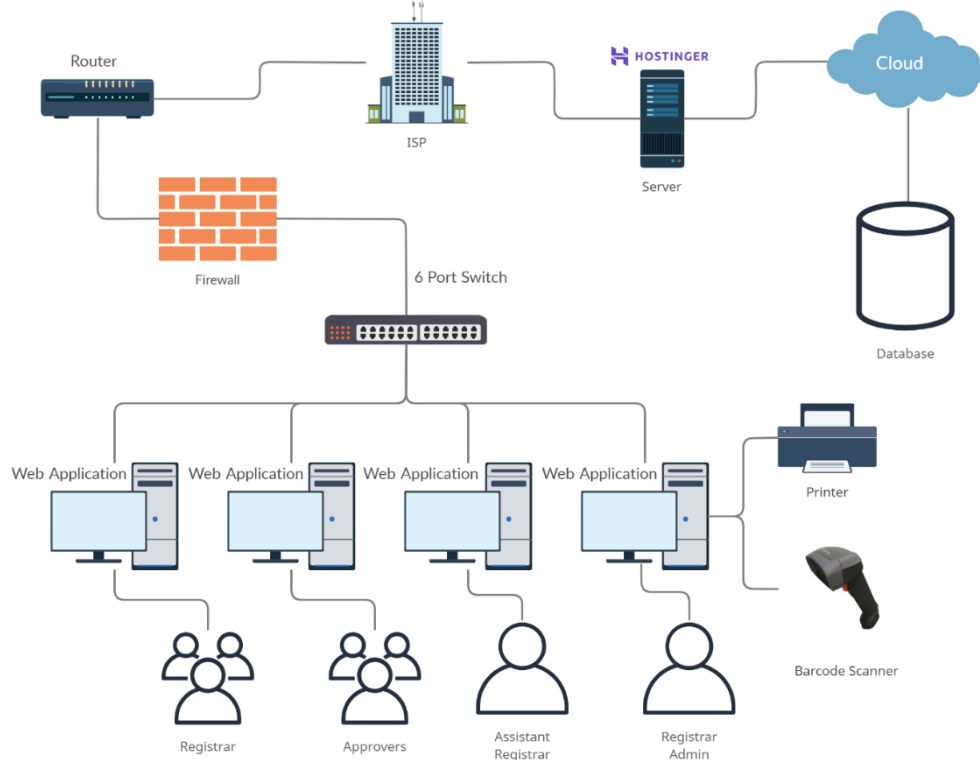 Router
HOSTINGER
Cloud
ISP
Server
Firewall
6 Port Switch
Database
Web Application
Web Application
Web Application
Web Application
Printer
Barcode Scanner
Registrar
Approvers
Assistant
Registrar
Registrar
Admin